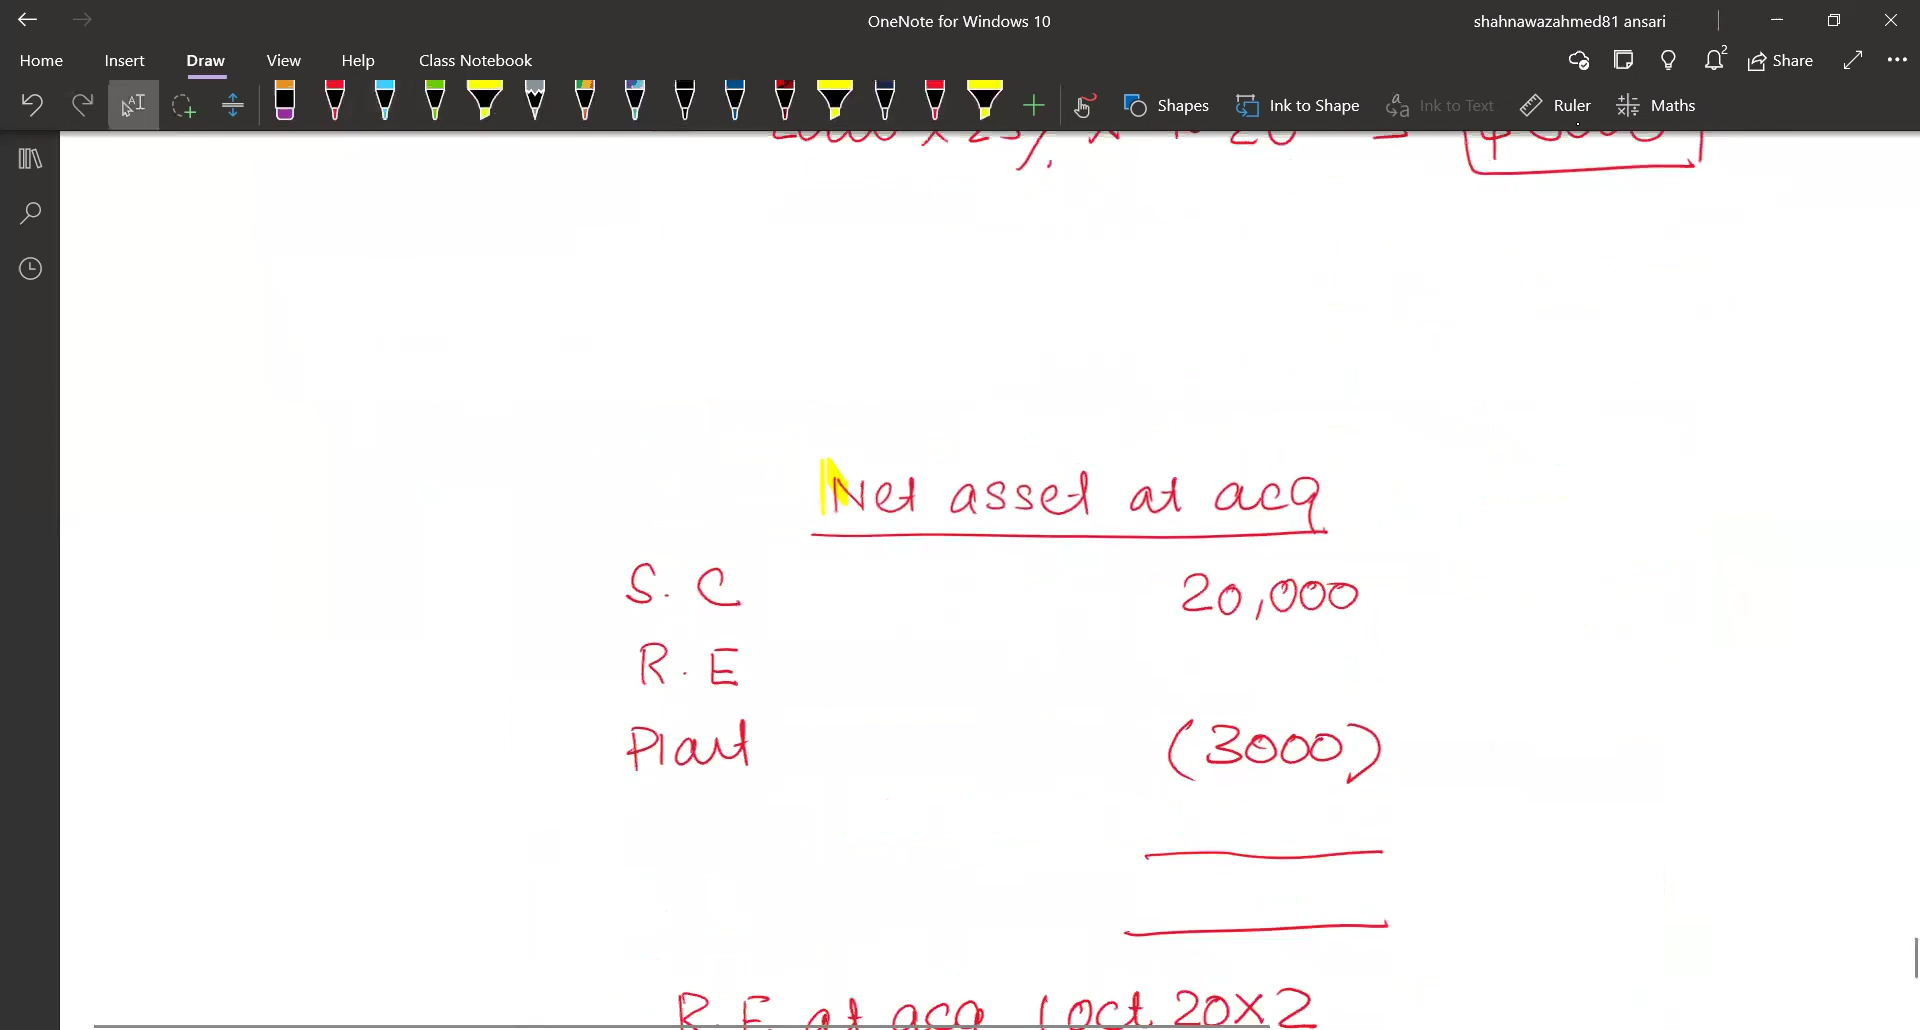 OneNote for Windows 10
shahnawazahmed81 ansari
Home Insert Draw View Help Class Notebook
2 Share
Shapes Ink to Shape Ink to Text Ruler Maths
Net asset at acq
S. C 20,000
R. E
Plant (3000)
R.E. at acq 1 oct. 20X2